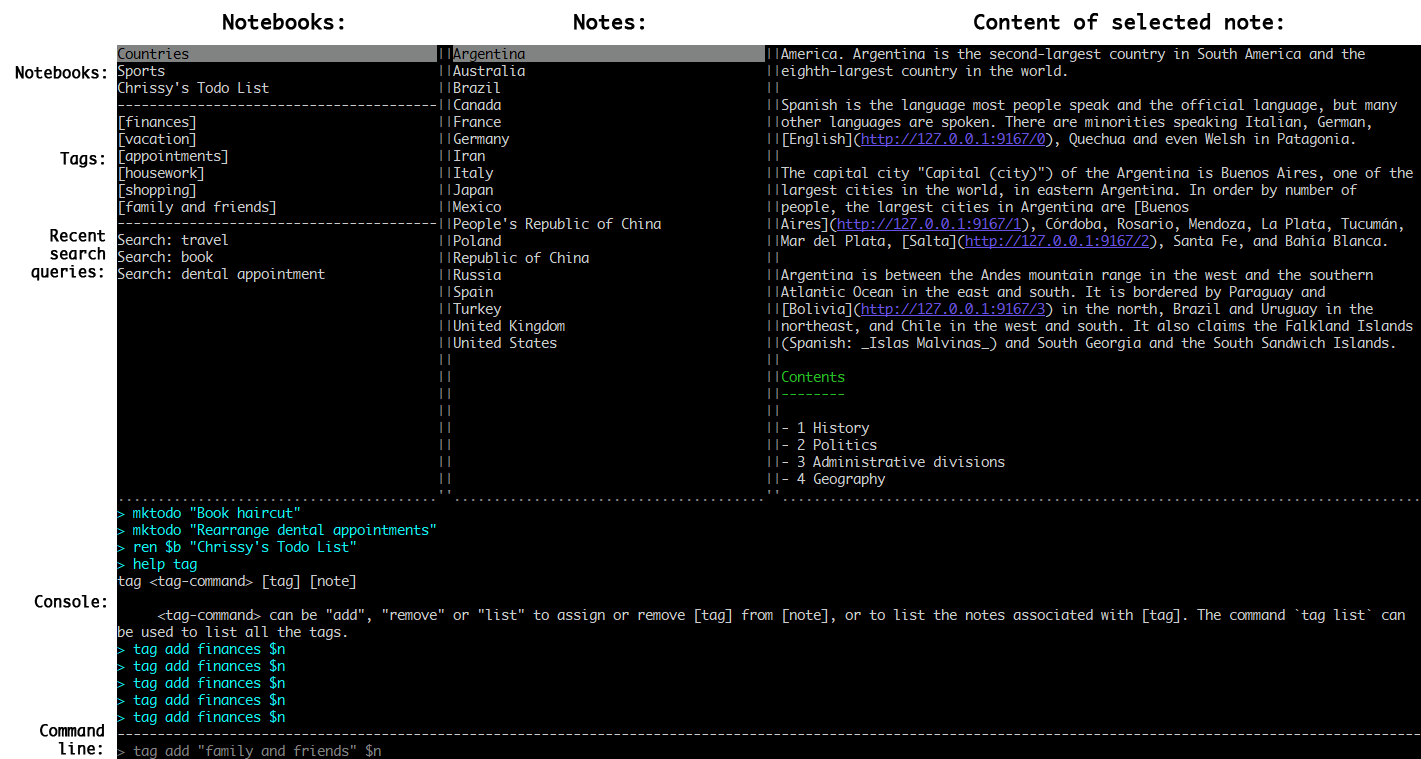 Notebooks: Notes: Content of selected note:
Notebooks:
Countries
Sports
Chrissy's Todo List
----------------------------------------
Tags:
[finances]
[vacation]
[appointments]
[housework]
[shopping]
[family and friends]
----------------------------------------
Recent
search
queries:
Search: travel
Search: book
Search: dental appointment
Argentina
Australia
Brazil
Canada
France
Germany
Iran
Italy
Japan
Mexico
People's Republic of China
Poland
Republic of China
Russia
Spain
Turkey
United Kingdom
United States
America. Argentina is the second-largest country in South America and the
eighth-largest country in the world.
Spanish is the language most people speak and the official language, but many
other languages are spoken. There are minorities speaking Italian, German,
[English](http://127.0.0.1:9167/0), Quechua and even Welsh in Patagonia.
The capital city "Capital (city)") of the Argentina is Buenos Aires, one of the
largest cities in the world, in eastern Argentina. In order by number of
people, the largest cities in Argentina are [Buenos
Aires](http://127.0.0.1:9167/1), Córdoba, Rosario, Mendoza, La Plata, Tucumán,
Mar del Plata, [Salta](http://127.0.0.1:9167/2), Santa Fe, and Bahía Blanca.
Argentina is between the Andes mountain range in the west and the southern
Atlantic Ocean in the east and south. It is bordered by Paraguay and
[Bolivia](http://127.0.0.1:9167/3) in the north, Brazil and Uruguay in the
northeast, and Chile in the west and south. It also claims the Falkland Islands
(Spanish: _Islas Malvinas_) and South Georgia and the South Sandwich Islands.
Contents
--------
- 1 History
- 2 Politics
- 3 Administrative divisions
- 4 Geography
Console:
> mktodo "Book haircut"
> mktodo "Rearrange dental appointments"
> ren $b "Chrissy's Todo List"
> help tag
tag <tag-command> [tag] [note]
<tag-command> can be "add", "remove" or "list" to assign or remove [tag] from [note], or to list the notes associated with [tag]. The command `tag list` can
be used to list all the tags.
> tag add finances $n
> tag add finances $n
> tag add finances $n
> tag add finances $n
> tag add finances $n
Command
line:
> tag add "family and friends" $n